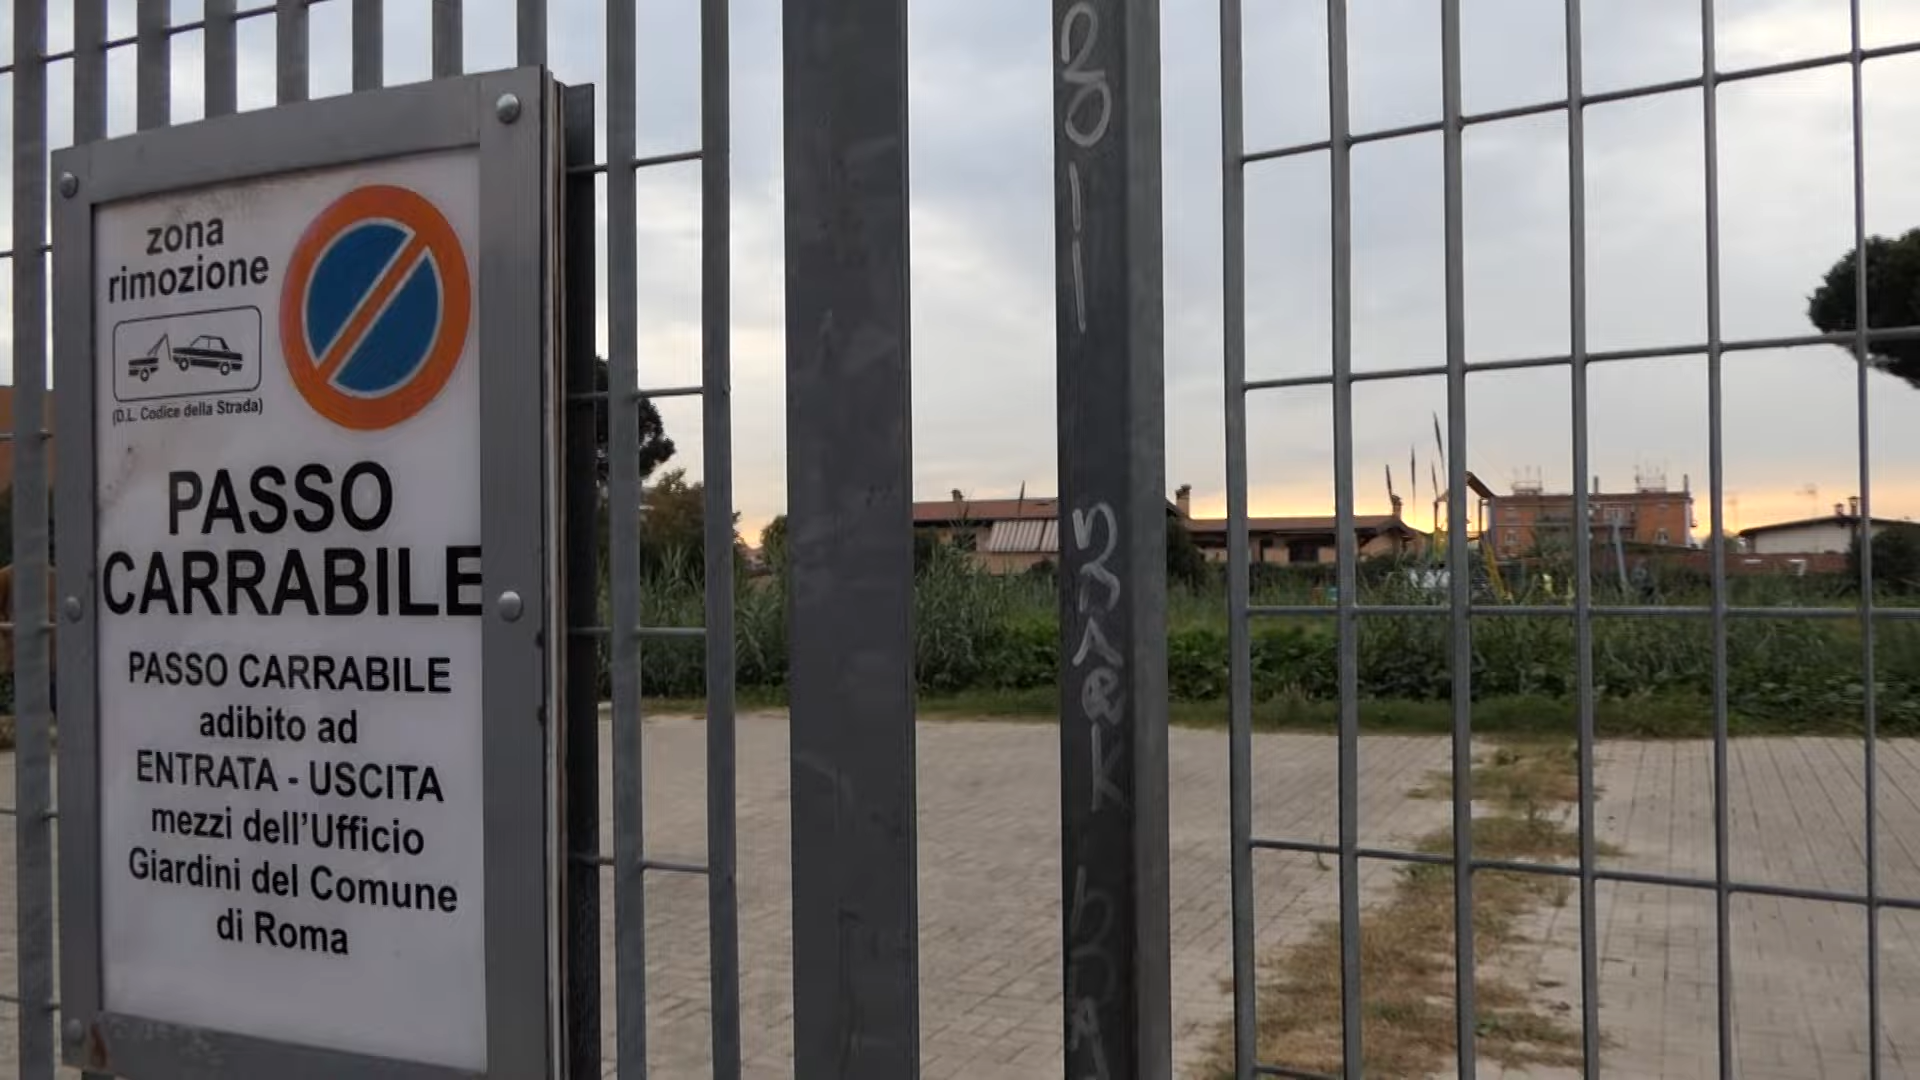 zona
rimozione
(D.L. Codice della Strada)
PASSO
CARRABILE
PASSO CARRABILE
adibito ad
ENTRATA - USCITA
mezzi dell'Ufficio
Giardini del Comune
di Roma